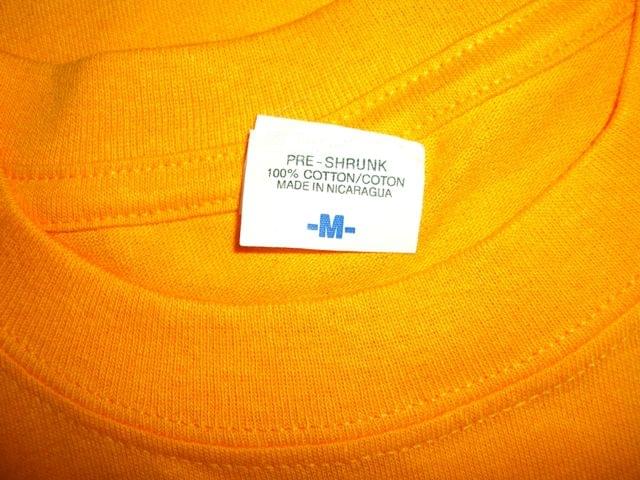 PRE-SHRUNK
100% COTTON/COTON
MADE IN NICARAGUA
-M-